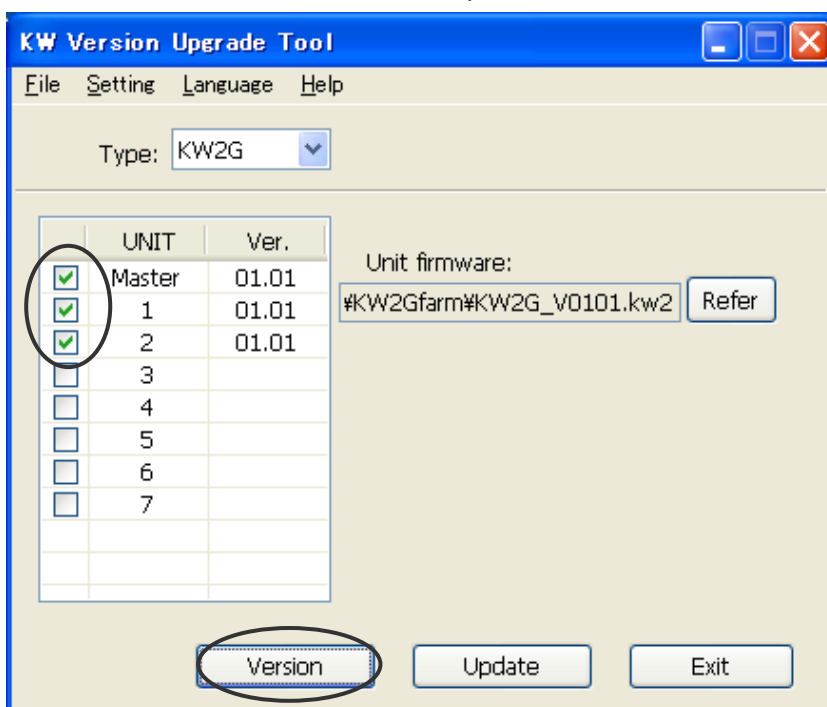 KW Version Upgrade Tool
File Setting Language Help
Type: KW2G
UNIT Ver.
Master 01.01
1 01.01
2 01.01
3
4
5
6
7
Unit firmware:
¥KW2Gfarm¥KW2G_V0101.kw2 Refer
Version Update Exit